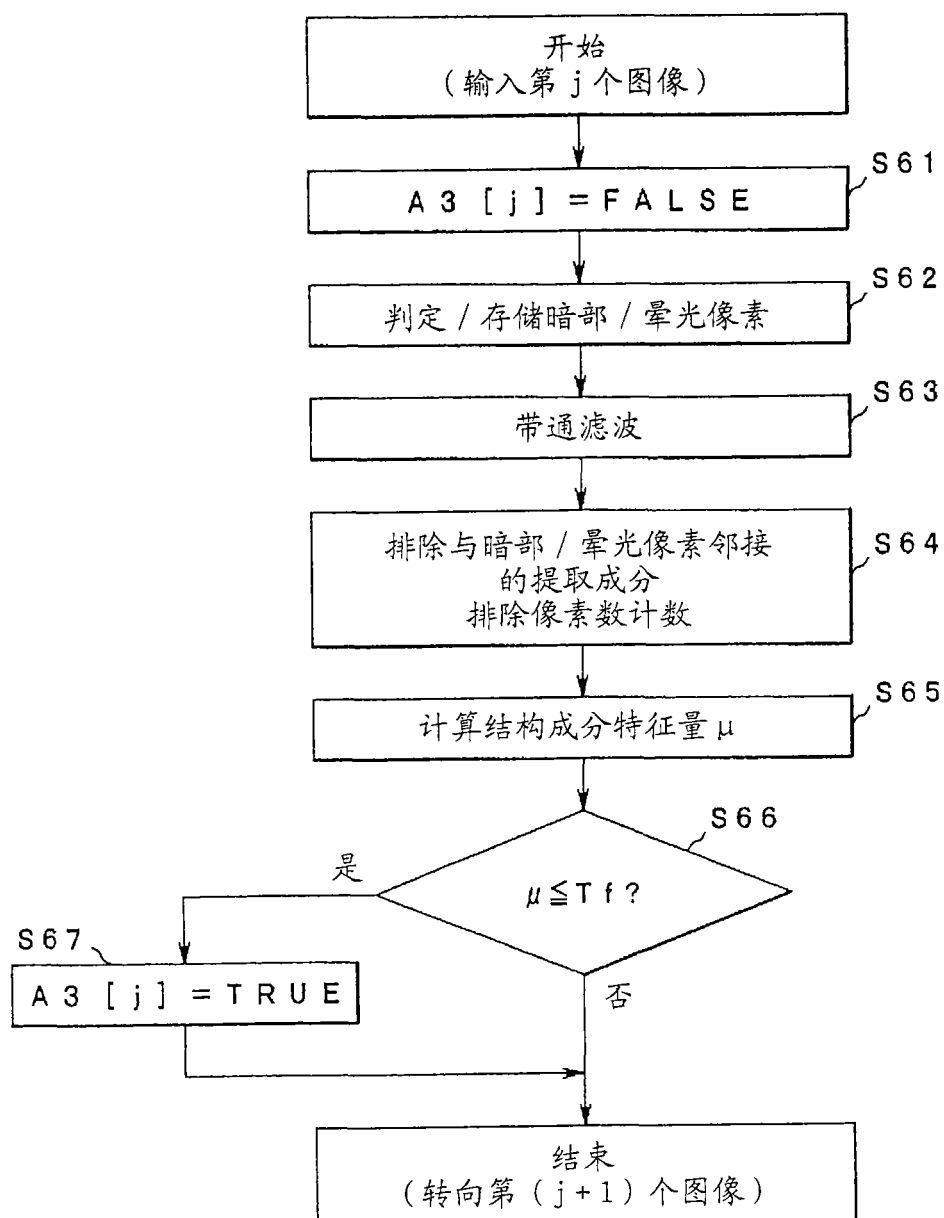 开始
(输入第j个图像)
S61
A3[j]=FALSE
S62
判定/存储暗部/晕光像素
S63
带通滤波
S64
排除与暗部/晕光像素邻接
的提取成分
排除像素数计数
S65
计算结构成分特征量μ
S66
μ≦Tf?
是
S67
A3[j]=TRUE
否
结束
(转向第(j+1)个图像)